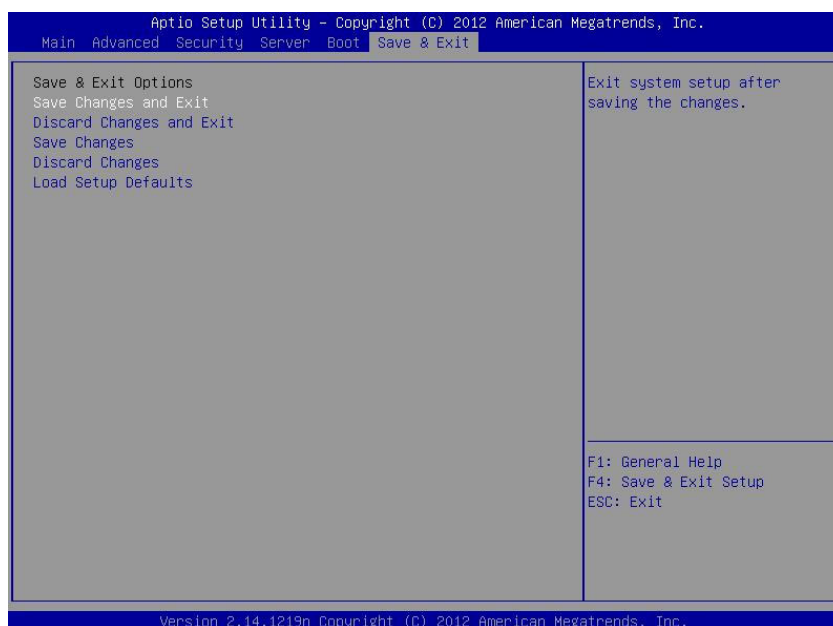 Aptio Setup Utility – Copyright (C) 2012 American Megatrends, Inc.
Main Advanced Security Server Boot Save & Exit
Save & Exit Options
Save Changes and Exit
Discard Changes and Exit
Save Changes
Discard Changes
Load Setup Defaults
Exit system setup after
saving the changes.
F1: General Help
F4: Save & Exit Setup
ESC: Exit
Version 2.14.1219n Copyright (C) 2012 American Megatrends, Inc.